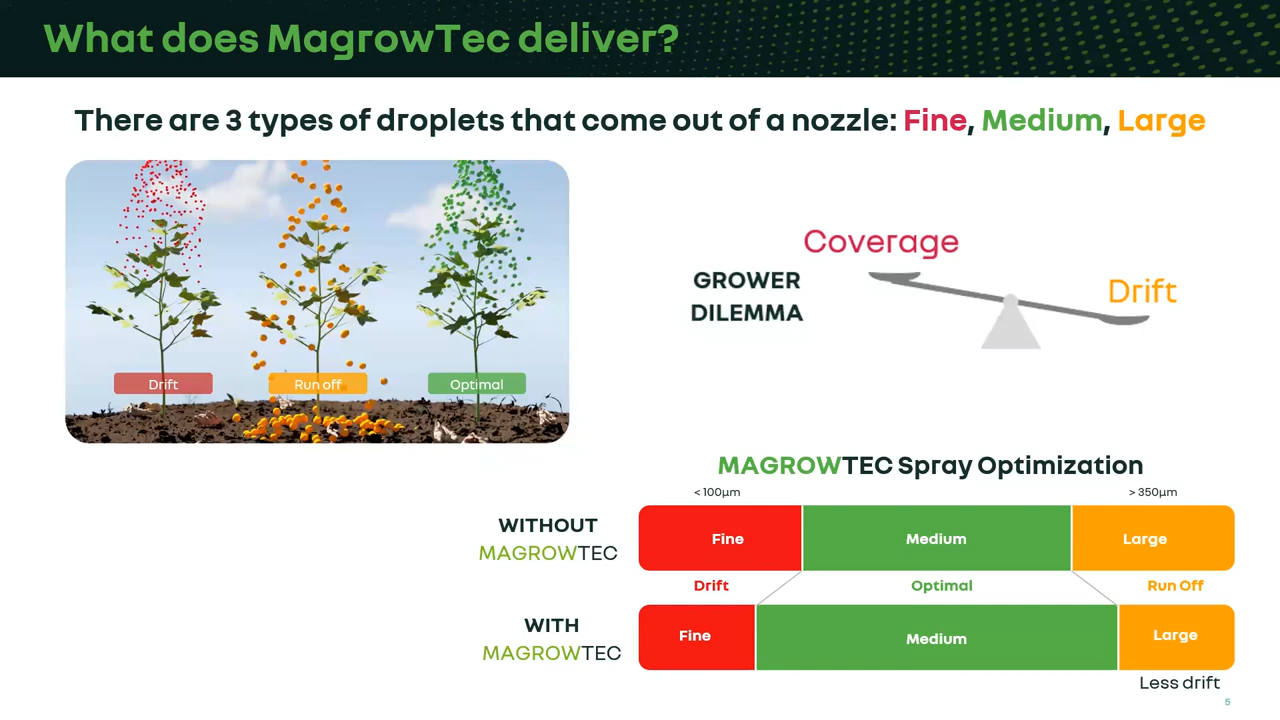 What does MagrowTec deliver?
There are 3 types of droplets that come out of a nozzle: Fine, Medium, Large
Drift
Run off
Optimal
GROWER
DILEMMA
Coverage
Drift
MAGROWTEC Spray Optimization
< 100µm
> 350µm
WITHOUT
MAGROWTEC
Fine
Medium
Large
Drift
Optimal
Run Off
WITH
MAGROWTEC
Fine
Medium
Large
Less drift
5